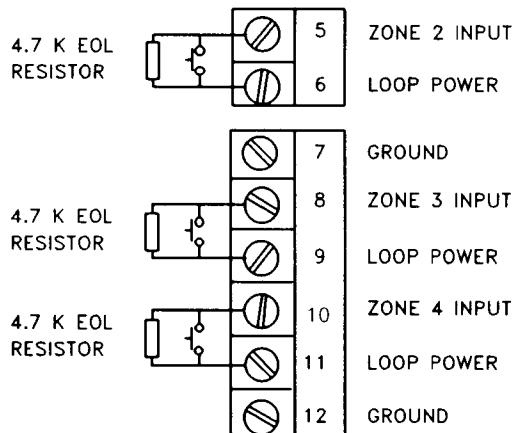 4.7 K EOL
RESISTOR
5 ZONE 2 INPUT
6 LOOP POWER
7 GROUND
4.7 K EOL
RESISTOR
8 ZONE 3 INPUT
9 LOOP POWER
4.7 K EOL
RESISTOR
10 ZONE 4 INPUT
11 LOOP POWER
12 GROUND